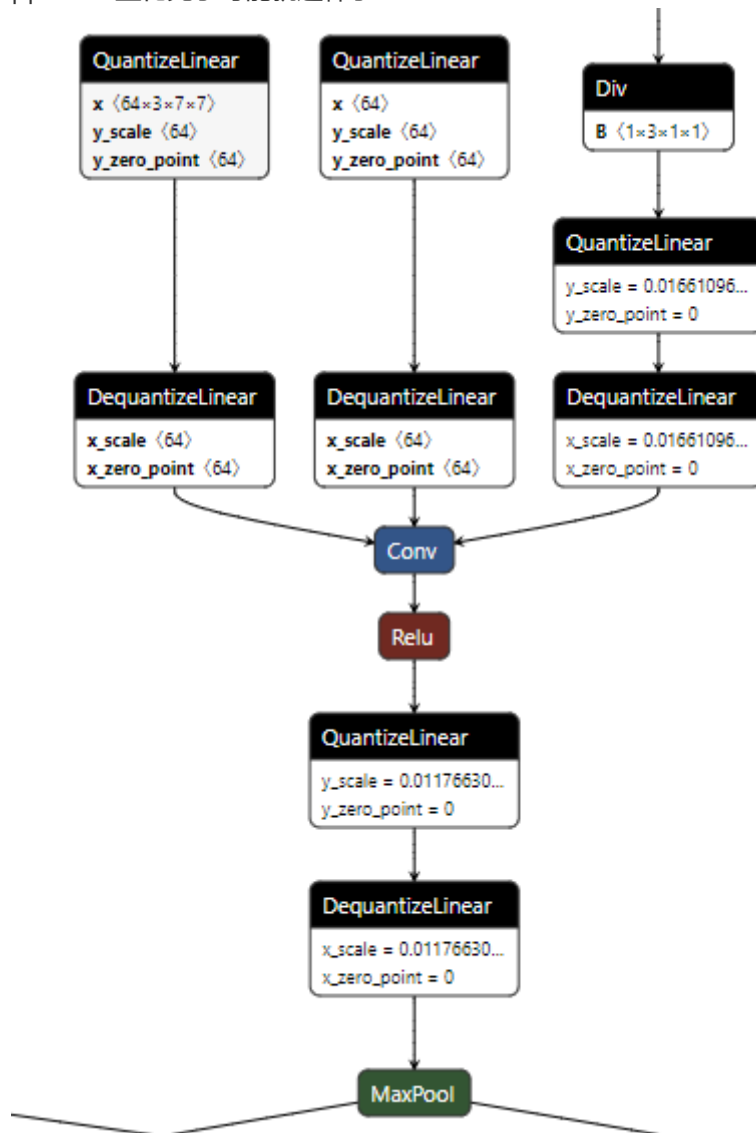 QuantizeLinear
x 〈64×3×7×7〉
y_scale 〈64〉
y_zero_point 〈64〉
QuantizeLinear
x 〈64〉
y_scale 〈64〉
y_zero_point 〈64〉
Div
B 〈1×3×1×1〉
QuantizeLinear
y_scale = 0.01661096...
y_zero_point = 0
DequantizeLinear
x_scale 〈64〉
x_zero_point 〈64〉
DequantizeLinear
x_scale 〈64〉
x_zero_point 〈64〉
DequantizeLinear
x_scale = 0.01661096...
x_zero_point = 0
Conv
Relu
QuantizeLinear
y_scale = 0.01176630...
y_zero_point = 0
DequantizeLinear
x_scale = 0.01176630...
x_zero_point = 0
MaxPool